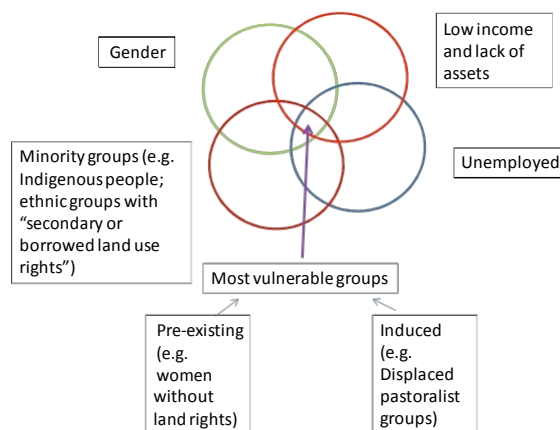 Gender
Low income
and lack of
assets
Minority groups (e.g.
Indigenous people;
ethnic groups with
“secondary or
borrowed land use
rights”)
Unemployed
Most vulnerable groups
Pre-existing
(e.g.
women
without
land rights)
Induced
(e.g.
Displaced
pastoralist
groups)